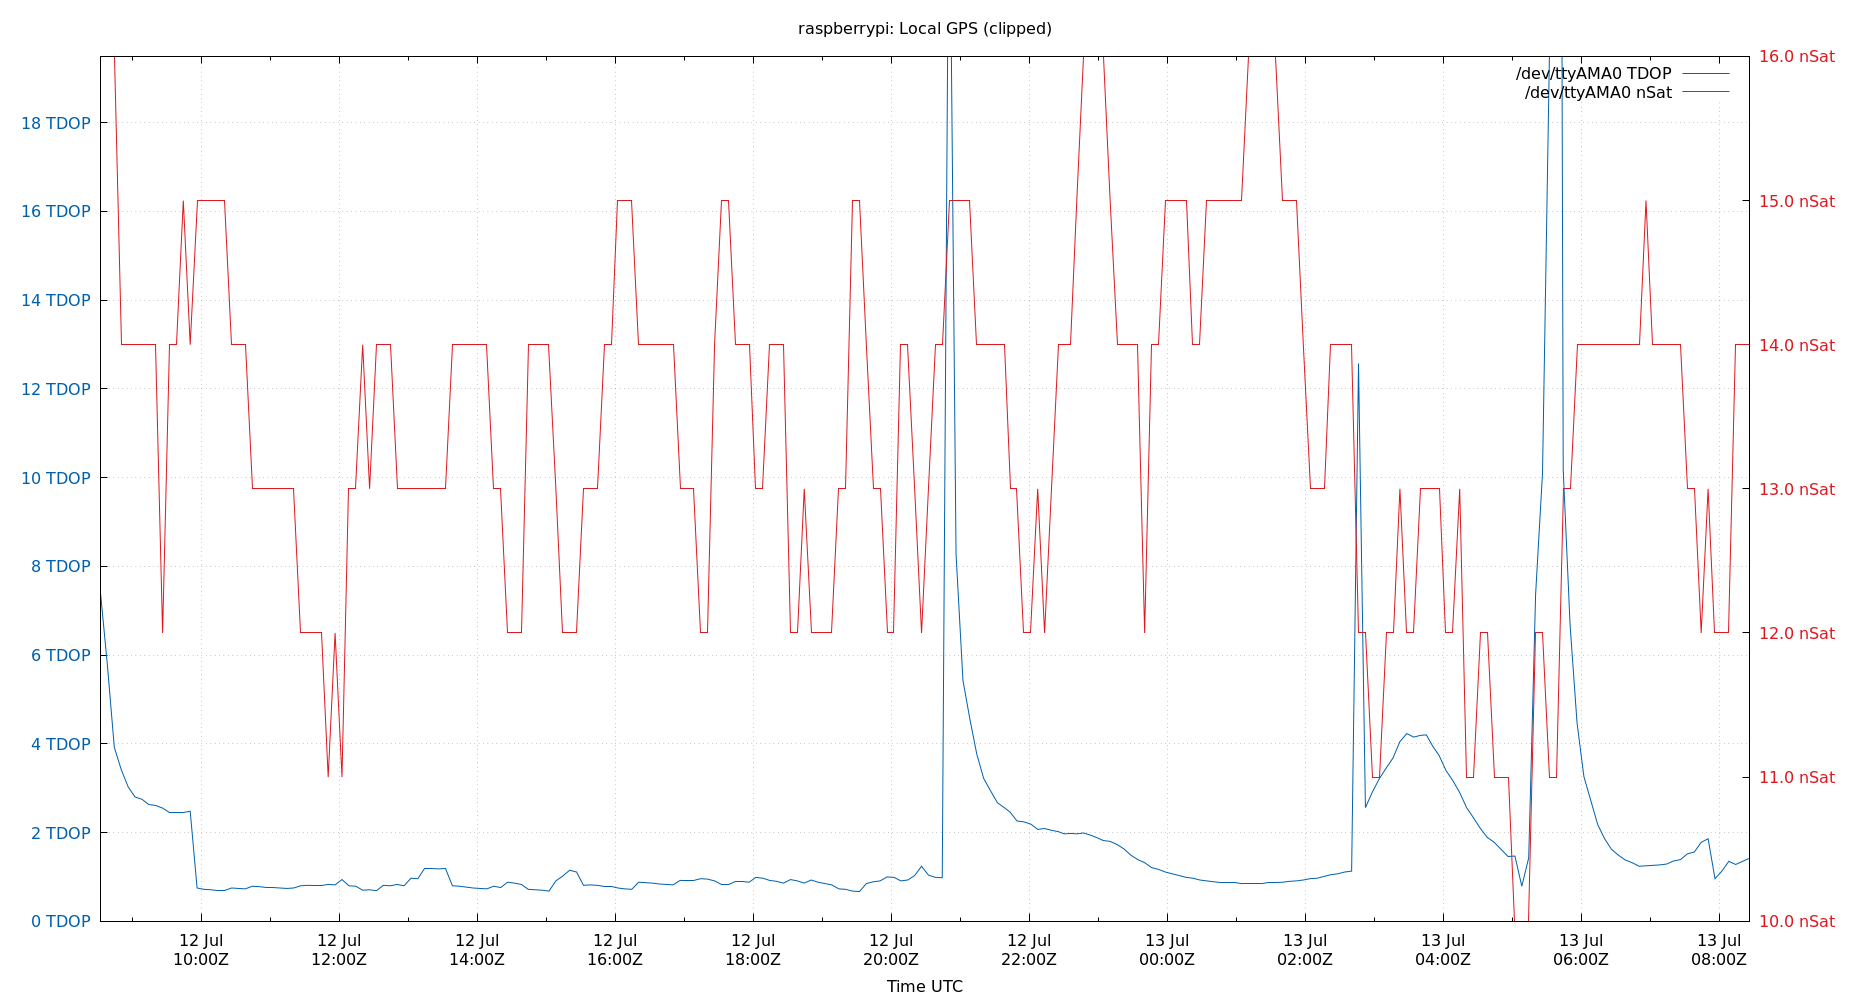 raspberrypi: Local GPS (clipped)
/dev/ttyAMA0 TDOP
/dev/ttyAMA0 nSat
18 TDOP
16 TDOP
14 TDOP
12 TDOP
10 TDOP
8 TDOP
6 TDOP
4 TDOP
2 TDOP
0 TDOP
16.0 nSat
15.0 nSat
14.0 nSat
13.0 nSat
12.0 nSat
11.0 nSat
10.0 nSat
12 Jul
10:00Z
12 Jul
12:00Z
12 Jul
14:00Z
12 Jul
16:00Z
12 Jul
18:00Z
12 Jul
20:00Z
12 Jul
22:00Z
13 Jul
00:00Z
13 Jul
02:00Z
13 Jul
04:00Z
13 Jul
06:00Z
13 Jul
08:00Z
Time UTC